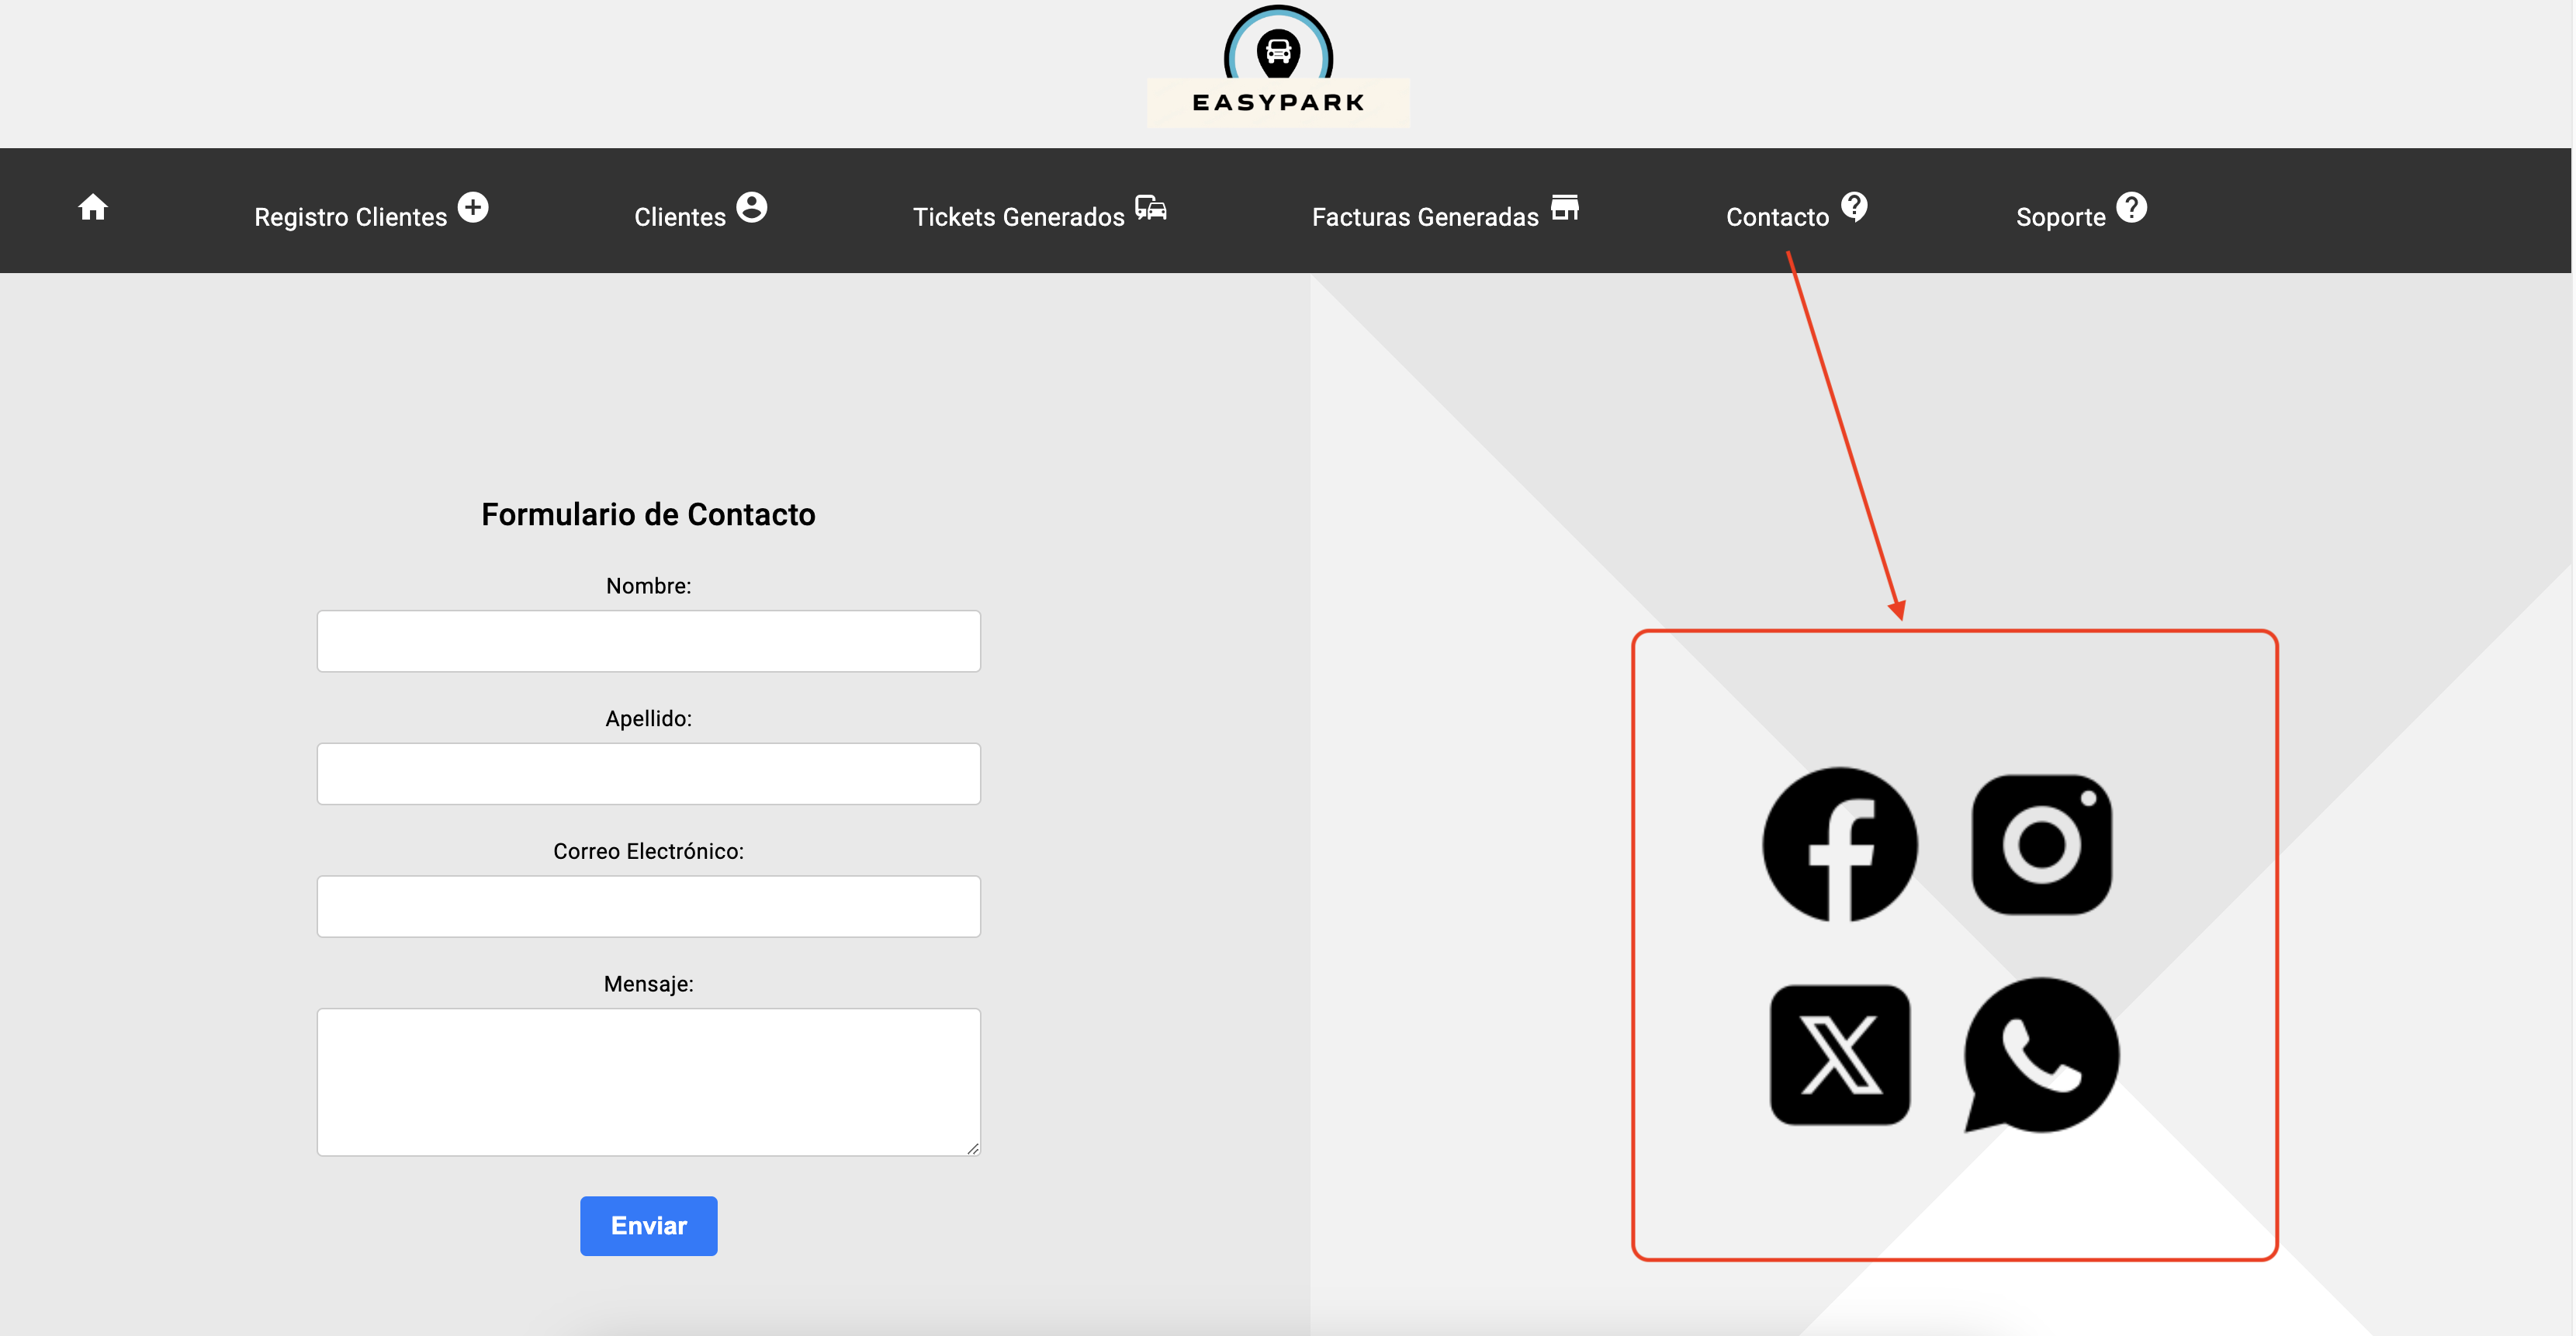 EASYPARK
Registro Clientes
Clientes
Tickets Generados
Facturas Generadas
Contacto
Soporte
Formulario de Contacto
Nombre:
Apellido:
Correo Electrónico:
Mensaje:
Enviar